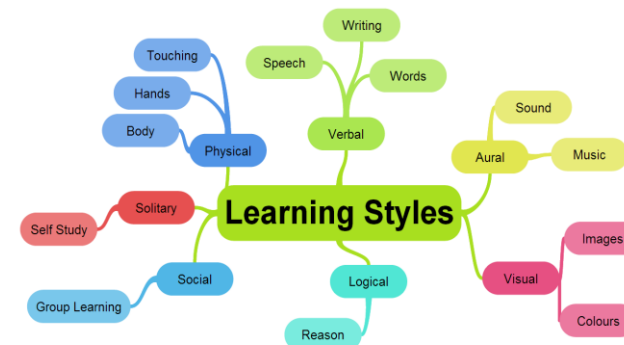 Writing
Touching
Speech
Words
Hands
Sound
Body
Physical
Verbal
Aural
Music
Solitary
Learning Styles
Self Study
Images
Social
Logical
Visual
Group Learning
Reason
Colours